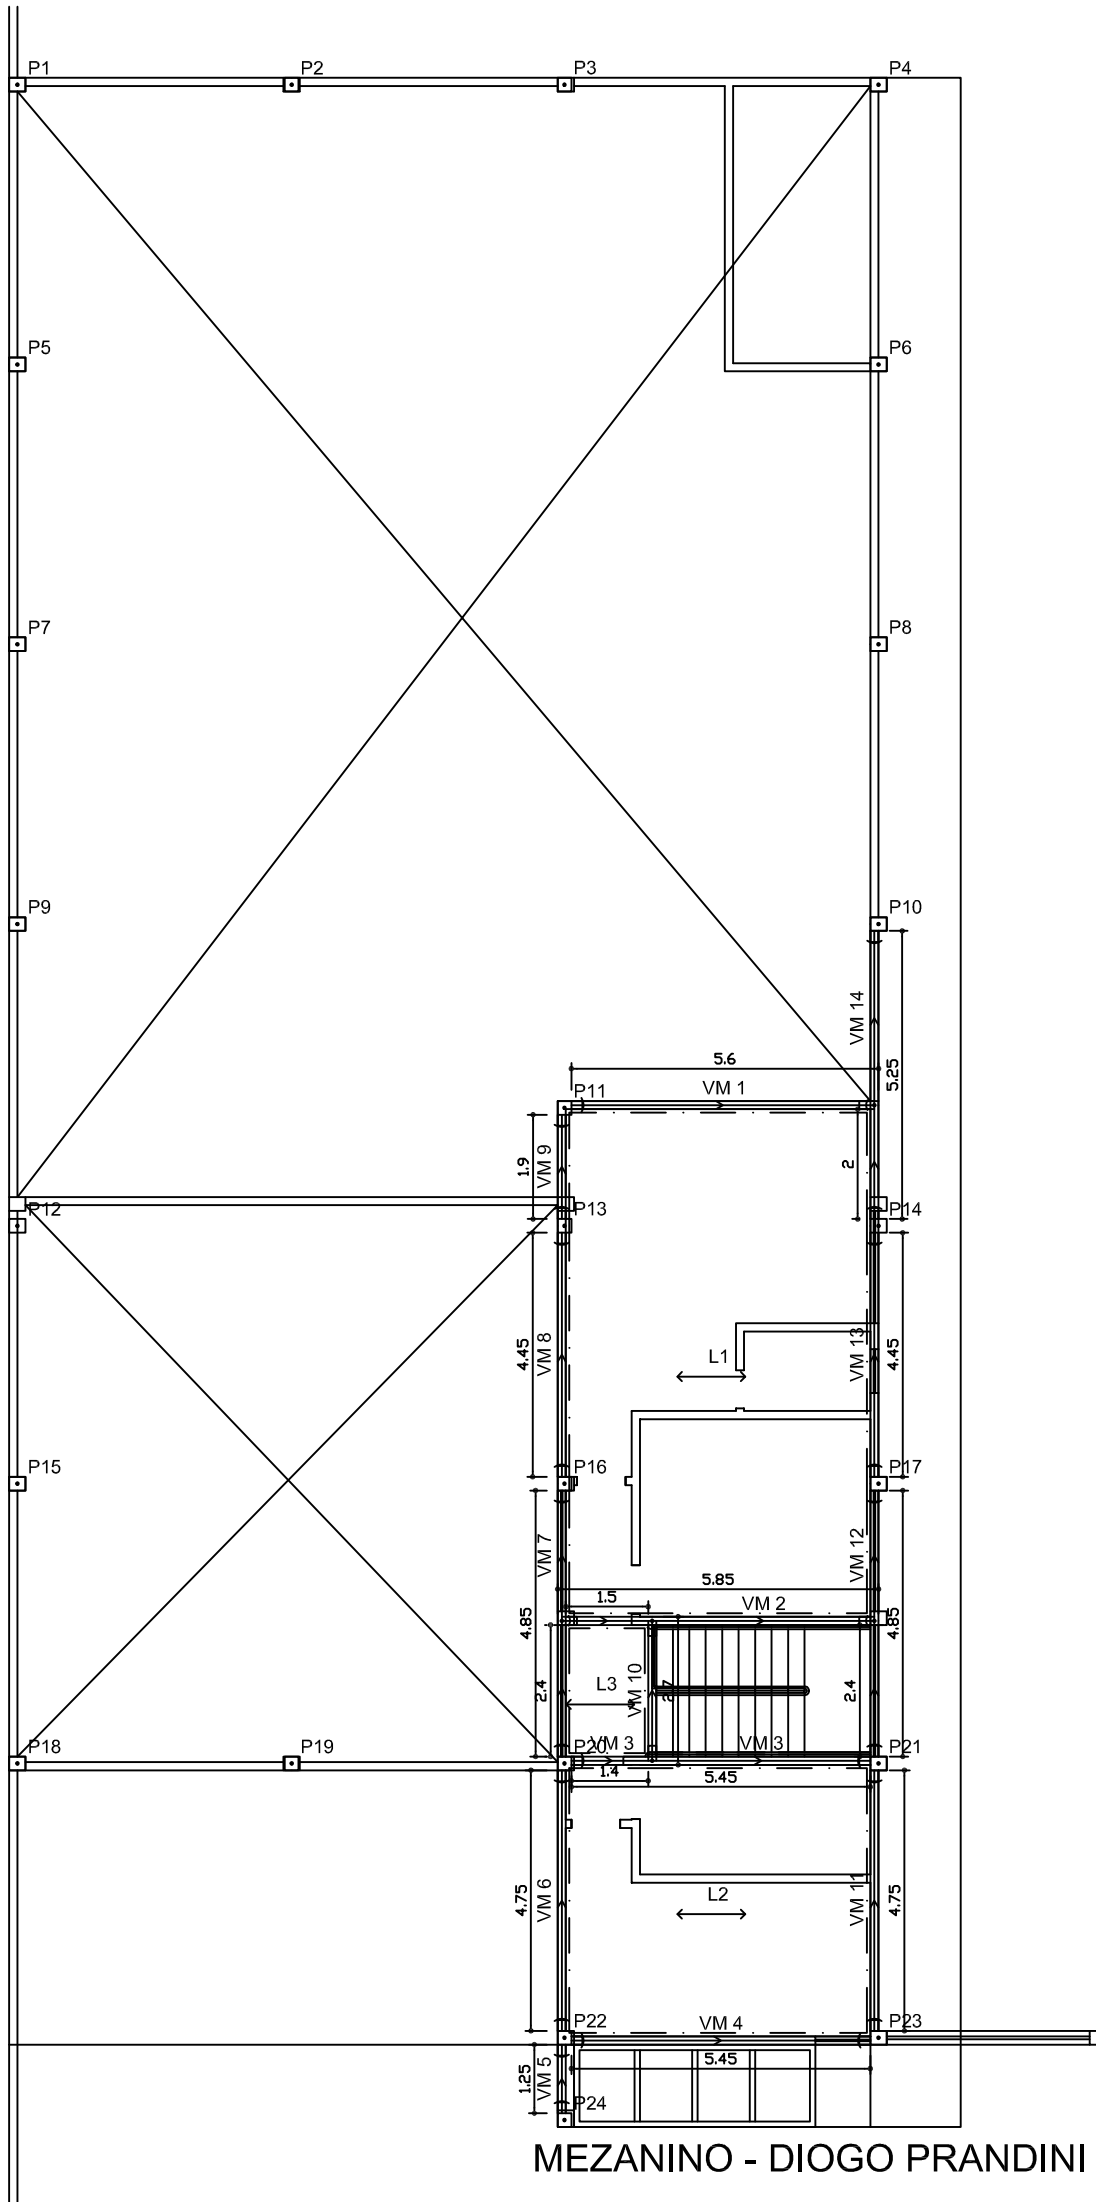 P1
P2
P3
P4
P5
P6
P7
P8
P9
P10
VM 14
5.25
5.6
VM 1
P11
1.9
VM 9
2
P12
P13
P14
4.45
VM 8
L1
VM 13
4.45
P15
P16
P17
VM 7
VM 12
5.85
1.5
VM 2
4.85
4.85
2.4
L3
VM 10
2.7
2.4
P18
P19
P20
VM 3
VM 3
P21
1.4
5.45
4.75
VM 6
L2
VM 11
4.75
P22
VM 4
P23
5.45
1.25
VM 5
P24
MEZANINO - DIOGO PRANDINI